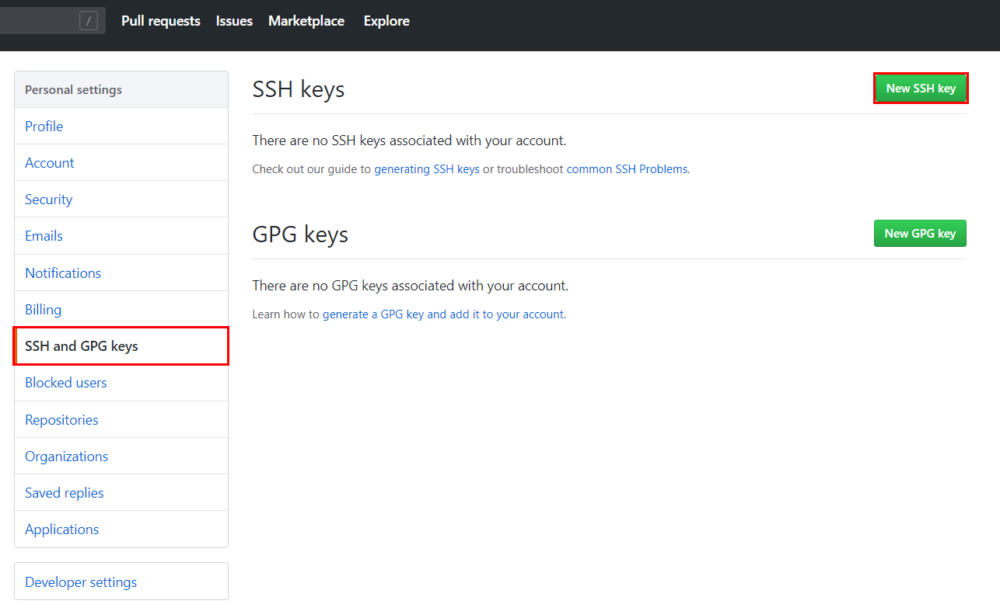 / Pull requests Issues Marketplace Explore
Personal settings
Profile
Account
Security
Emails
Notifications
Billing
SSH and GPG keys
Blocked users
Repositories
Organizations
Saved replies
Applications
Developer settings
SSH keys
New SSH key
There are no SSH keys associated with your account.
Check out our guide to generating SSH keys or troubleshoot common SSH Problems.
GPG keys
New GPG key
There are no GPG keys associated with your account.
Learn how to generate a GPG key and add it to your account.